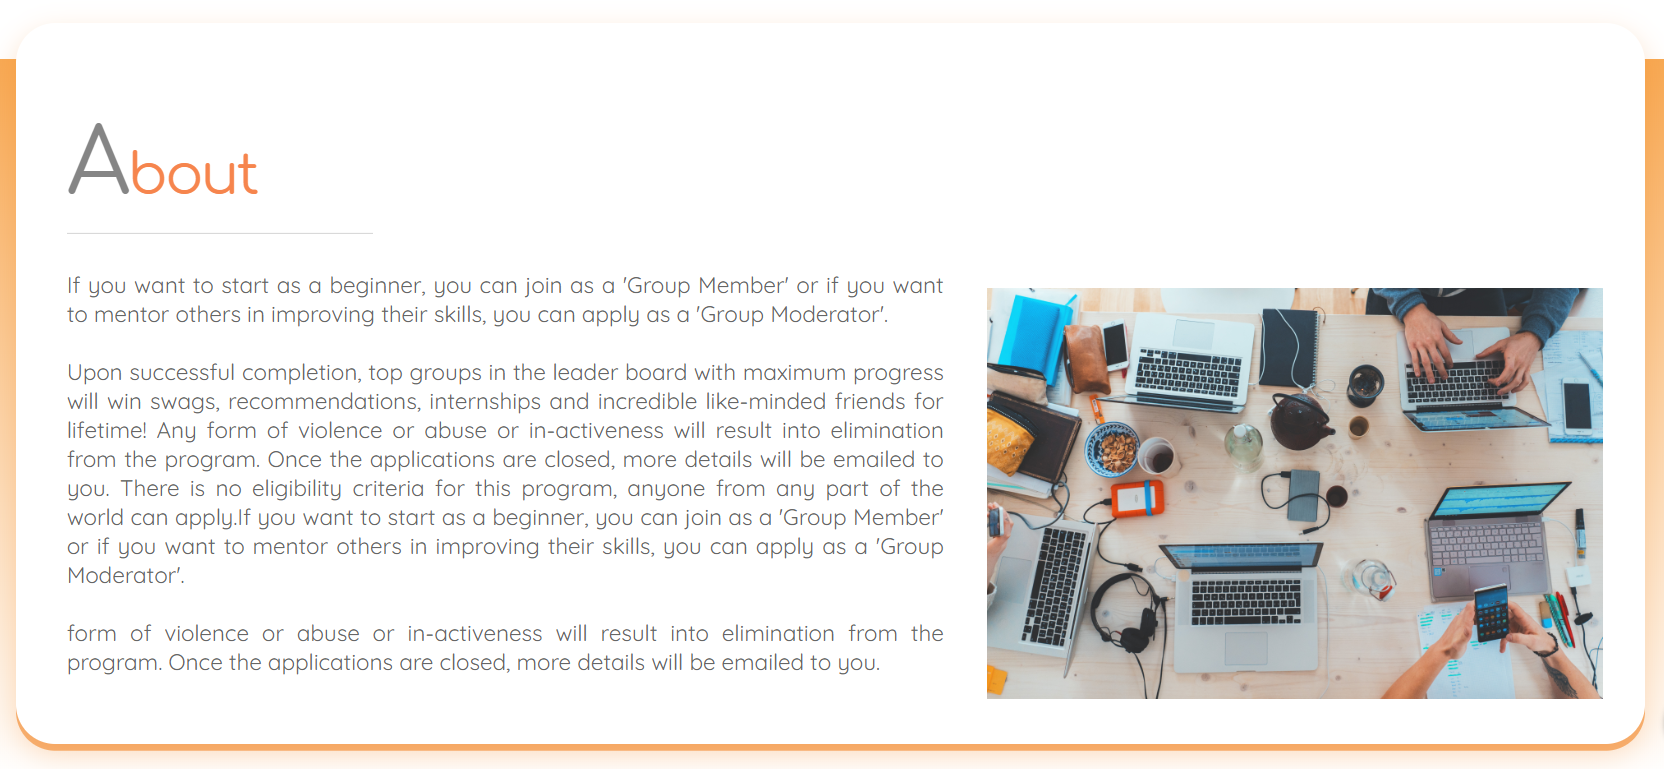 About
If you want to start as a beginner, you can join as a 'Group Member' or if you want
to mentor others in improving their skills, you can apply as a 'Group Moderator'.
Upon successful completion, top groups in the leader board with maximum progress
will win swags, recommendations, internships and incredible like-minded friends for
lifetime! Any form of violence or abuse or in-activeness will result into elimination
from the program. Once the applications are closed, more details will be emailed to
you. There is no eligibility criteria for this program, anyone from any part of the
world can apply.If you want to start as a beginner, you can join as a 'Group Member'
or if you want to mentor others in improving their skills, you can apply as a 'Group
Moderator'.
form of violence or abuse or in-activeness will result into elimination from the
program. Once the applications are closed, more details will be emailed to you.